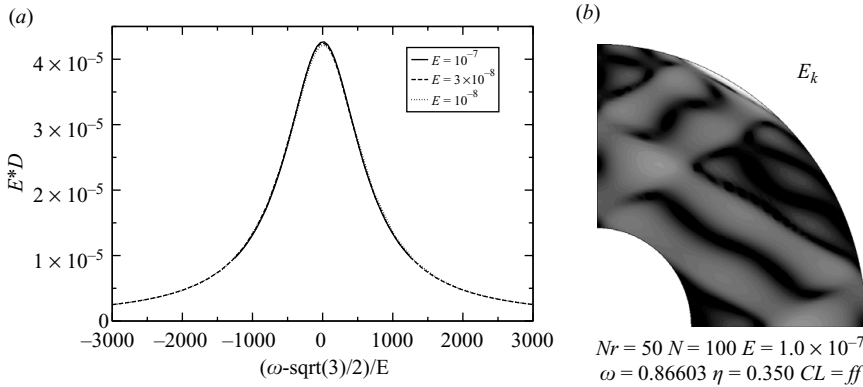 (a)
E*D
4 × 10⁻⁵
3 × 10⁻⁵
2 × 10⁻⁵
1 × 10⁻⁵
0
−3000 −2000 −1000 0 1000 2000 3000
(ω-sqrt(3)/2)/E
E = 10⁻⁷
E = 3 × 10⁻⁸
E = 10⁻⁸
(b)
E_k
Nr = 50 N = 100 E = 1.0 × 10⁻⁷
ω = 0.86603 η = 0.350 CL = ff